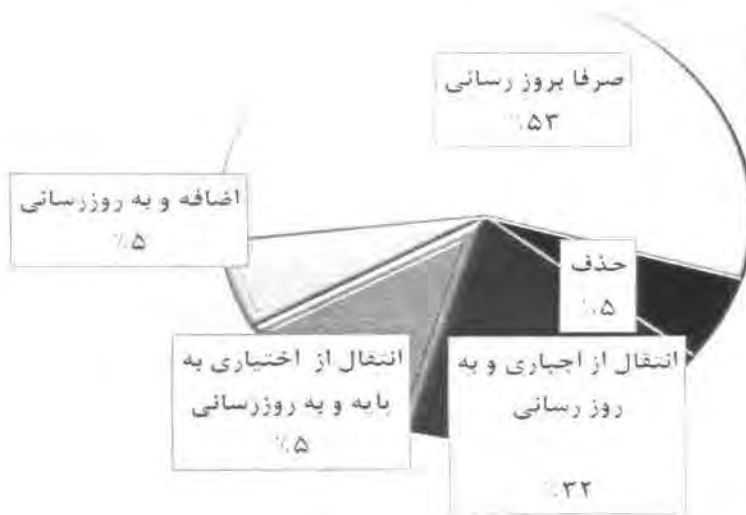 صرفا بروز رسانی
٪۵۳
اضافه و به روزرسانی
٪۵
حذف
٪۵
انتقال از اختیاری به
پایه و به روزرسانی
٪۵
انتقال از اجباری و به
روز رسانی
٪۳۲